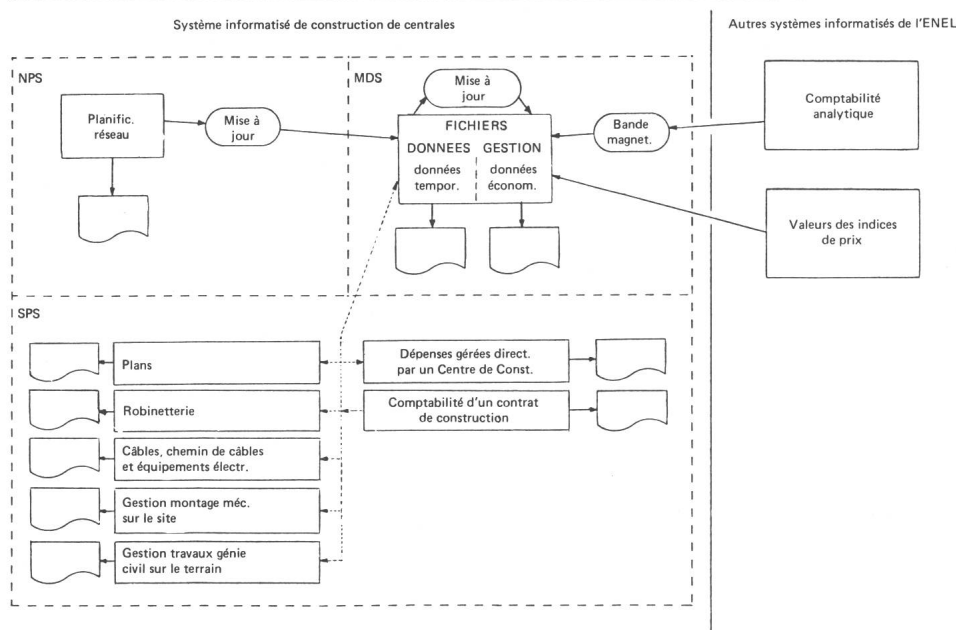 Système informatisé de construction de centrales
Autres systèmes informatisés de l'ENEL
NPS
Planific.
réseau
Mise à
jour
MDS
Mise à
jour
FICHIERS
DONNEES GESTION
données
tempor.
données
économ.
Bande
magnet.
Comptabilité
analytique
Valeurs des indices
de prix
SPS
Plans
Robinetterie
Câbles, chemin de câbles
et équipements électr.
Gestion montage méc.
sur le site
Gestion travaux génie
civil sur le terrain
Dépenses gérées direct.
par un Centre de Const.
Comptabilité d'un contrat
de construction